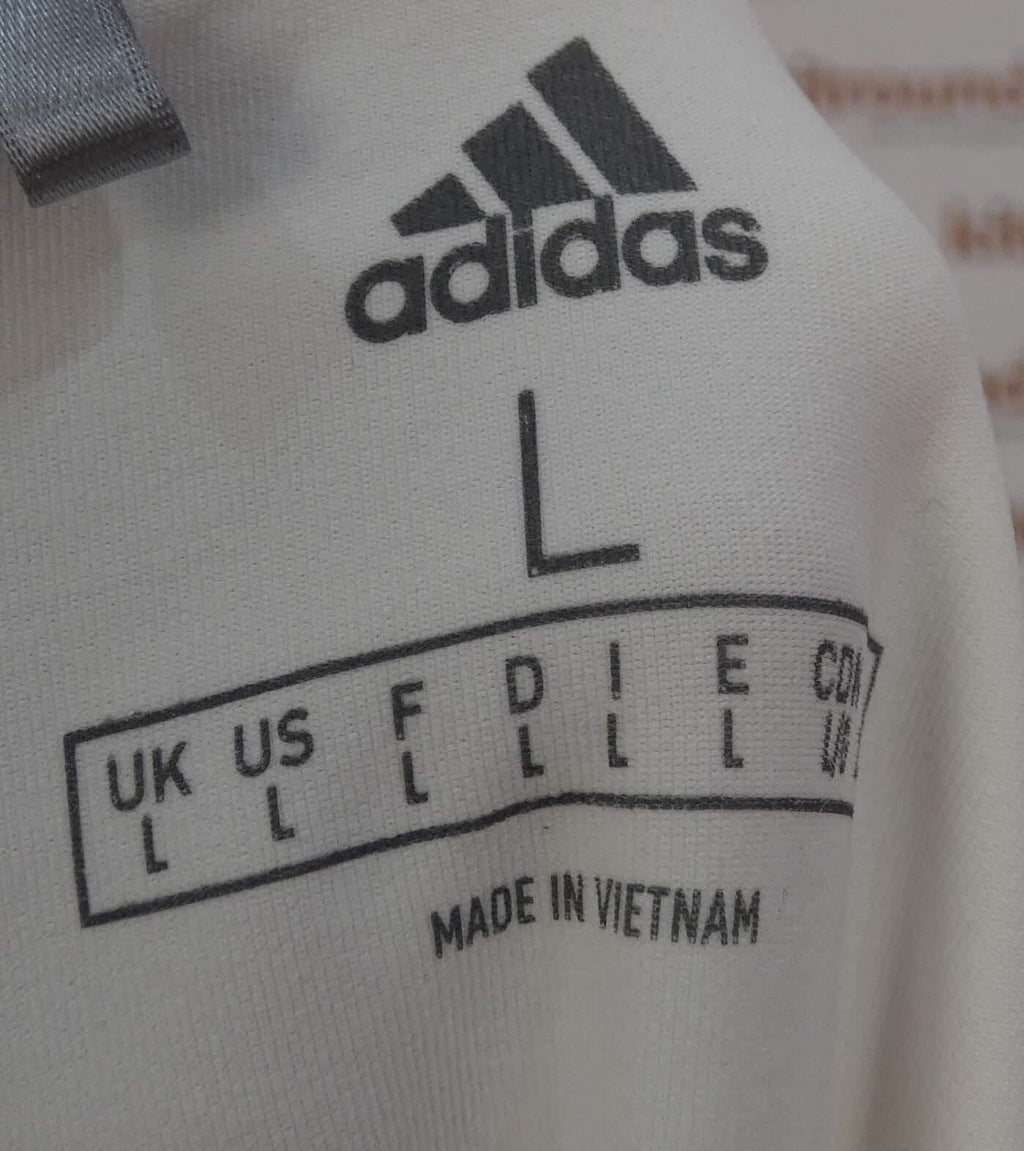 adidas
L
UK US F D I E
L L L L L L
MADE IN VIETNAM